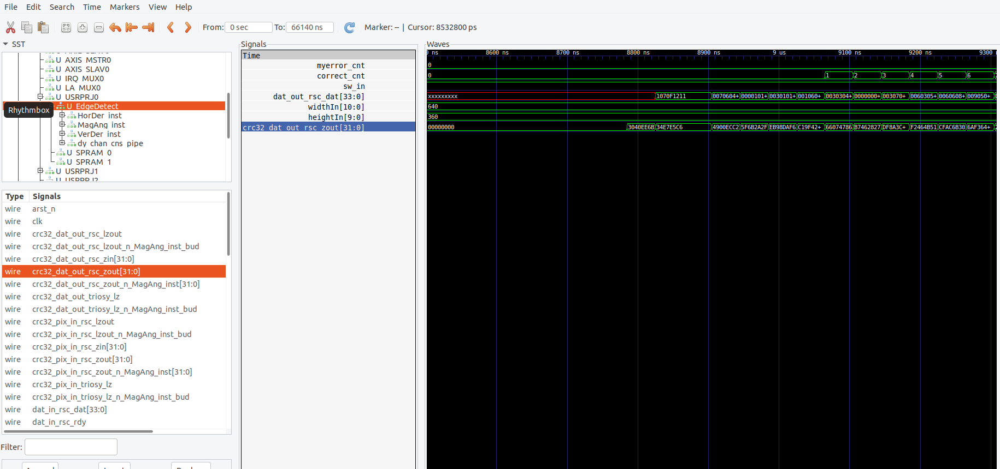 File Edit Search Time Markers View Help
From: 0 sec To: 66140 ns Marker: -- | Cursor: 8532800 ps
SST
U AXIS MSTR0
U AXIS SLAV0
U IRQ MUX0
U LA MUX0
U USRPRJ0
U EdgeDetect
Rhythmbox
HorDer inst
MagAng inst
VerDer inst
dy chan cns pipe
U SPRAM 0
U SPRAM 1
U USRPRJ1
U USRPRJ2
Type Signals
wire arst_n
wire clk
wire crc32_dat_out_rsc_lzout
wire crc32_dat_out_rsc_lzout_n_MagAng_inst_bud
wire crc32_dat_out_rsc_zin[31:0]
wire crc32_dat_out_rsc_zout[31:0]
wire crc32_dat_out_rsc_zout_n_MagAng_inst[31:0]
wire crc32_dat_out_triosy_lz
wire crc32_dat_out_triosy_lz_n_MagAng_inst_bud
wire crc32_pix_in_rsc_lzout
wire crc32_pix_in_rsc_lzout_n_MagAng_inst_bud
wire crc32_pix_in_rsc_zin[31:0]
wire crc32_pix_in_rsc_zout[31:0]
wire crc32_pix_in_rsc_zout_n_MagAng_inst[31:0]
wire crc32_pix_in_triosy_lz
wire crc32_pix_in_triosy_lz_n_MagAng_inst_bud
wire dat_in_rsc_dat[33:0]
wire dat_in_rsc_rdy
Filter:
Signals
Time
myerror_cnt
correct_cnt
sw_in
dat_out_rsc_dat[33:0]
widthIn[10:0]
heightIn[9:0]
crc32 dat out rsc zout[31:0]
Waves
0 ns 8600 ns 8700 ns 8800 ns 8900 ns 9 us 9100 ns 9200 ns 9300
0
0 1 2 3 4 5 6
xxxxxxxxx 1070F1211 0070604+ 0000101+ 0030101+ 001060+ 0030304+ 0000000+ 003070+ 0060305+ 0060608+ 009050+
640
360
00000000 3040EE6B 34E7E5C6 4900ECC2 5F6B2A2F EB98DAF6 C19F42+ 66074786 B7462827 DF8A3C+ F2464B51 CFAC6B30 6AF364+